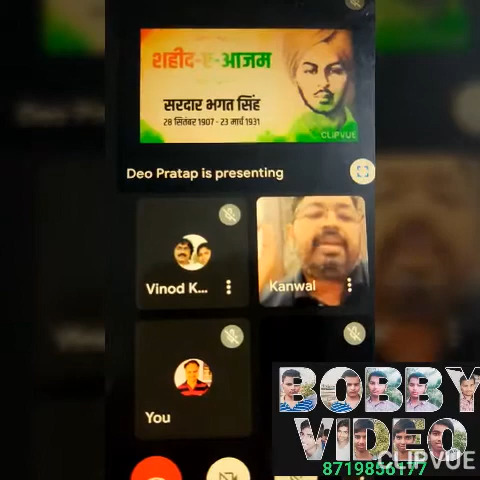 शहीद-ए-आजम
सरदार भगत सिंह
28 सितंबर 1907 - 23 मार्च 1931
CLIPVUE
Deo Pratap is presenting
Vinod K...
Kanwal
You
BOBBY
VIDEO
CLIPVUE
8719856177